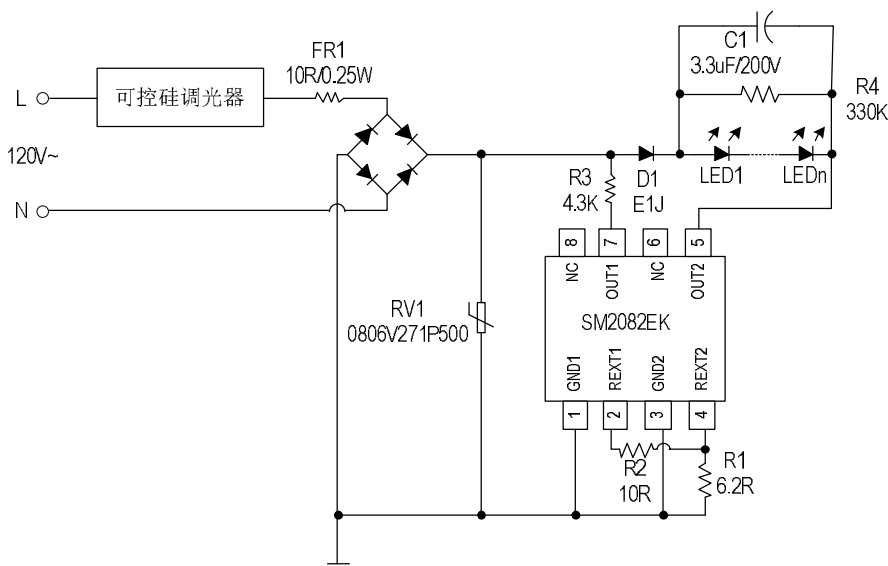 FR1
10R/0.25W
L
可控硅调光器
120V~
N
C1
3.3uF/200V
R4
330K
LED1
LEDn
D1
E1J
R3
4.3K
8
7
6
5
NC
OUT1
NC
OUT2
SM2082EK
RV1
0806V271P500
GND1
REXT1
GND2
REXT2
1
2
3
4
R2
10R
R1
6.2R